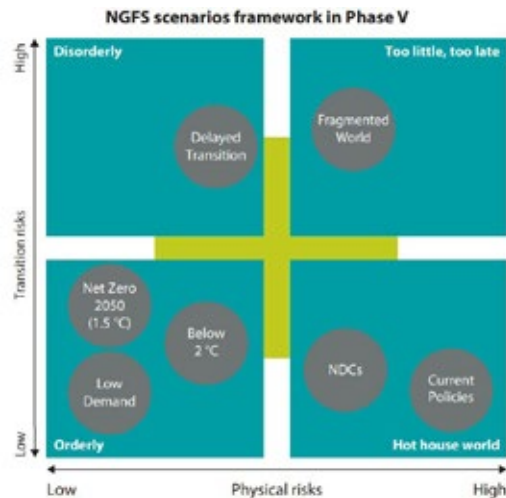 NGFS scenarios framework in Phase V
High
Disorderly
Too little, too late
Delayed
Transition
Fragmented
World
Transition risks
Net Zero
2050
(1.5 °C)
Below
2 °C
Low
Demand
NDCs
Current
Policies
Low
Orderly
Hot house world
Low
Physical risks
High